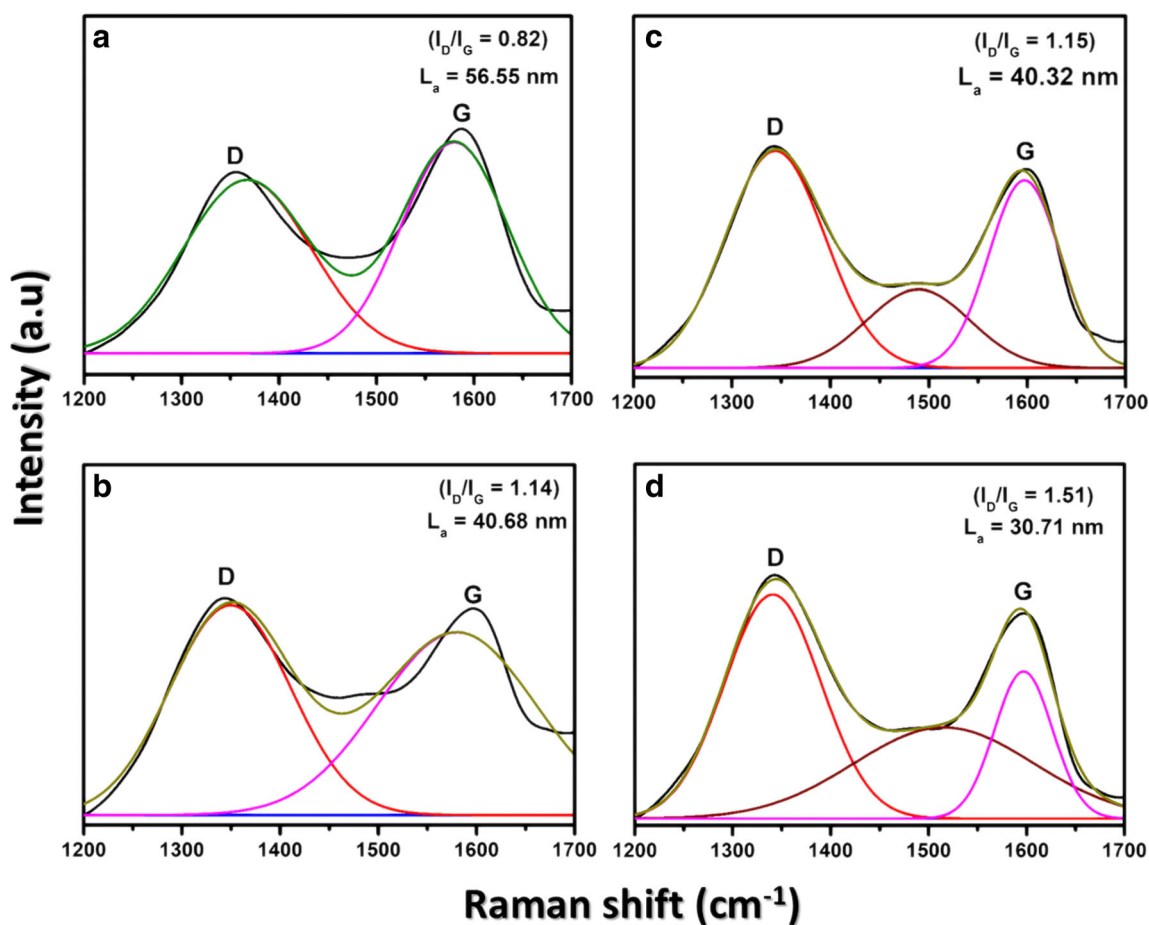 Intensity (a.u)
a
(I_D/I_G = 0.82)
L_a = 56.55 nm
D
G
1200 1300 1400 1500 1600 1700
c
(I_D/I_G = 1.15)
L_a = 40.32 nm
D
G
1200 1300 1400 1500 1600 1700
b
(I_D/I_G = 1.14)
L_a = 40.68 nm
D
G
1200 1300 1400 1500 1600 1700
d
(I_D/I_G = 1.51)
L_a = 30.71 nm
D
G
1200 1300 1400 1500 1600 1700
Raman shift (cm⁻¹)